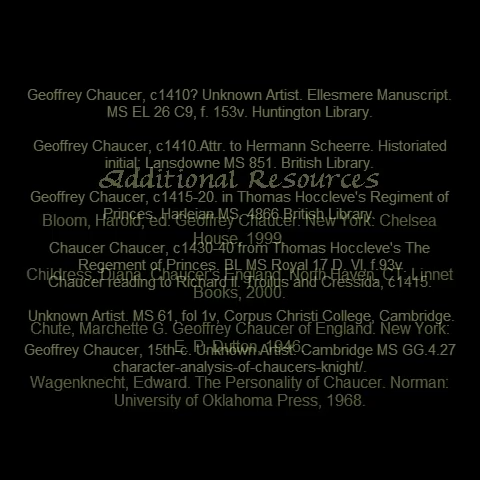 Geoffrey Chaucer, c1410? Unknown Artist. Ellesmere Manuscript.
MS EL 26 C9, f. 153v. Huntington Library.
Geoffrey Chaucer, c1410.Attr. to Hermann Scheerre. Historiated
initial; Lansdowne MS 851. British Library.
Additional Resources
Geoffrey Chaucer, c1415-20. in Thomas Hoccleve's Regiment of
Princes. Harleian MS. 4866 British Library.
Bloom, Harold, ed. Geoffrey Chaucer. New York: Chelsea
House, 1999.
Chaucer Chaucer, c1430-40 from Thomas Hoccleve's The
Regement of Princes. BL MS Royal 17 D. VI. f.93v.
Childress, Diana. Chaucer's England. North Haven, CT: Linnet
Books, 2000.
Chaucer reading to Richard II. Troilus and Cressida, c1415.
Unknown Artist. MS 61, fol 1v, Corpus Christi College, Cambridge.
Chute, Marchette G. Geoffrey Chaucer of England. New York:
E. P. Dutton, 1946.
Geoffrey Chaucer, 15th-c. Unknown Artist. Cambridge MS GG.4.27
character-analysis-of-chaucers-knight/.
Wagenknecht, Edward. The Personality of Chaucer. Norman:
University of Oklahoma Press, 1968.